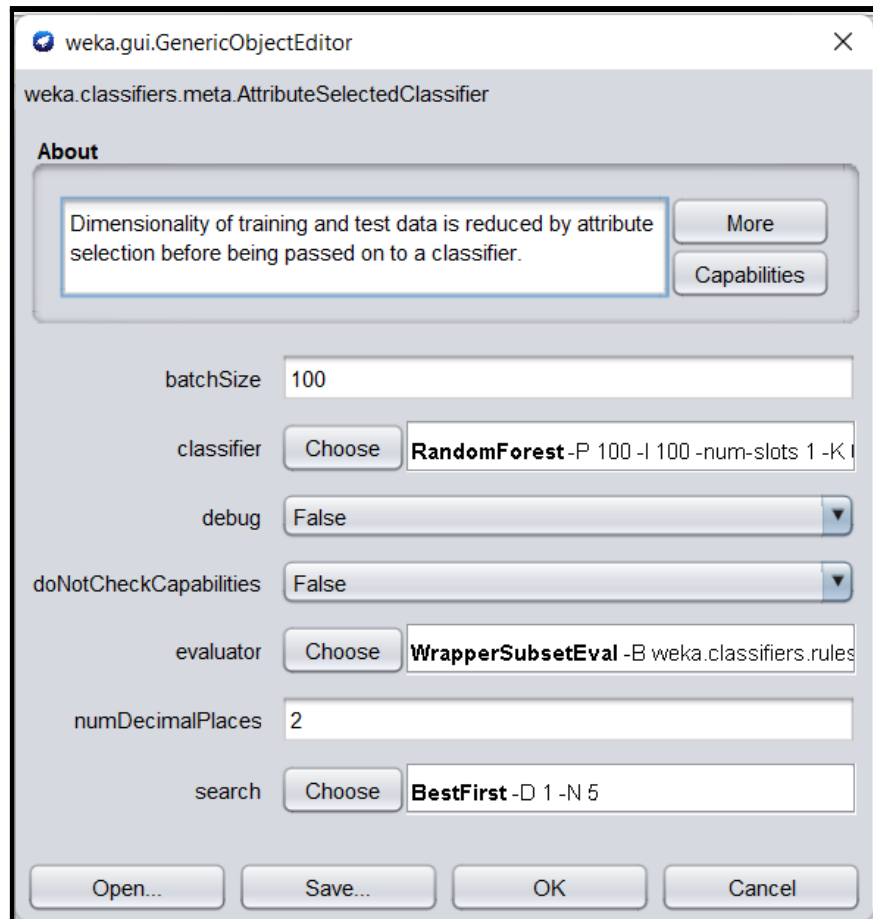 weka.gui.GenericObjectEditor
weka.classifiers.meta.AttributeSelectedClassifier
About
Dimensionality of training and test data is reduced by attribute
selection before being passed on to a classifier.
More
Capabilities
batchSize 100
classifier Choose RandomForest -P 100 -I 100 -num-slots 1 -K
debug False
doNotCheckCapabilities False
evaluator Choose WrapperSubsetEval -B weka.classifiers.rules
numDecimalPlaces 2
search Choose BestFirst -D 1 -N 5
Open... Save... OK Cancel